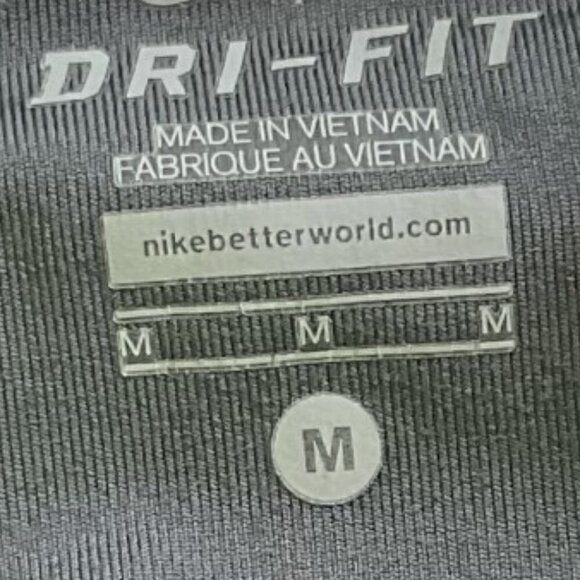 DRI-FIT
MADE IN VIETNAM
FABRIQUE AU VIETNAM
nikebetterworld.com
M M M
M